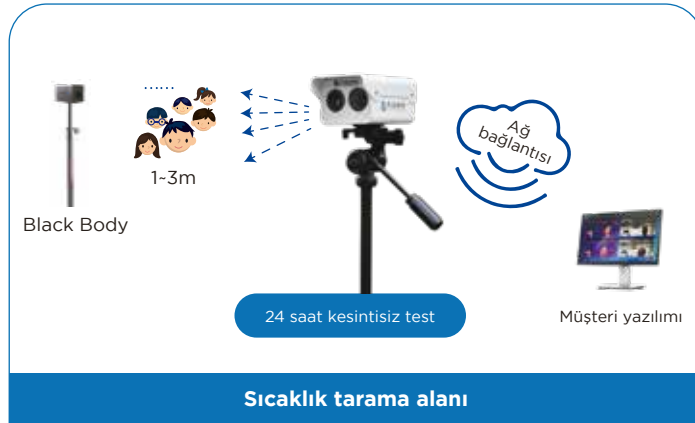 ......
Ağ
bağlantısı
1~3m
Black Body
24 saat kesintisiz test
Müşteri yazılımı
Sıcaklık tarama alanı